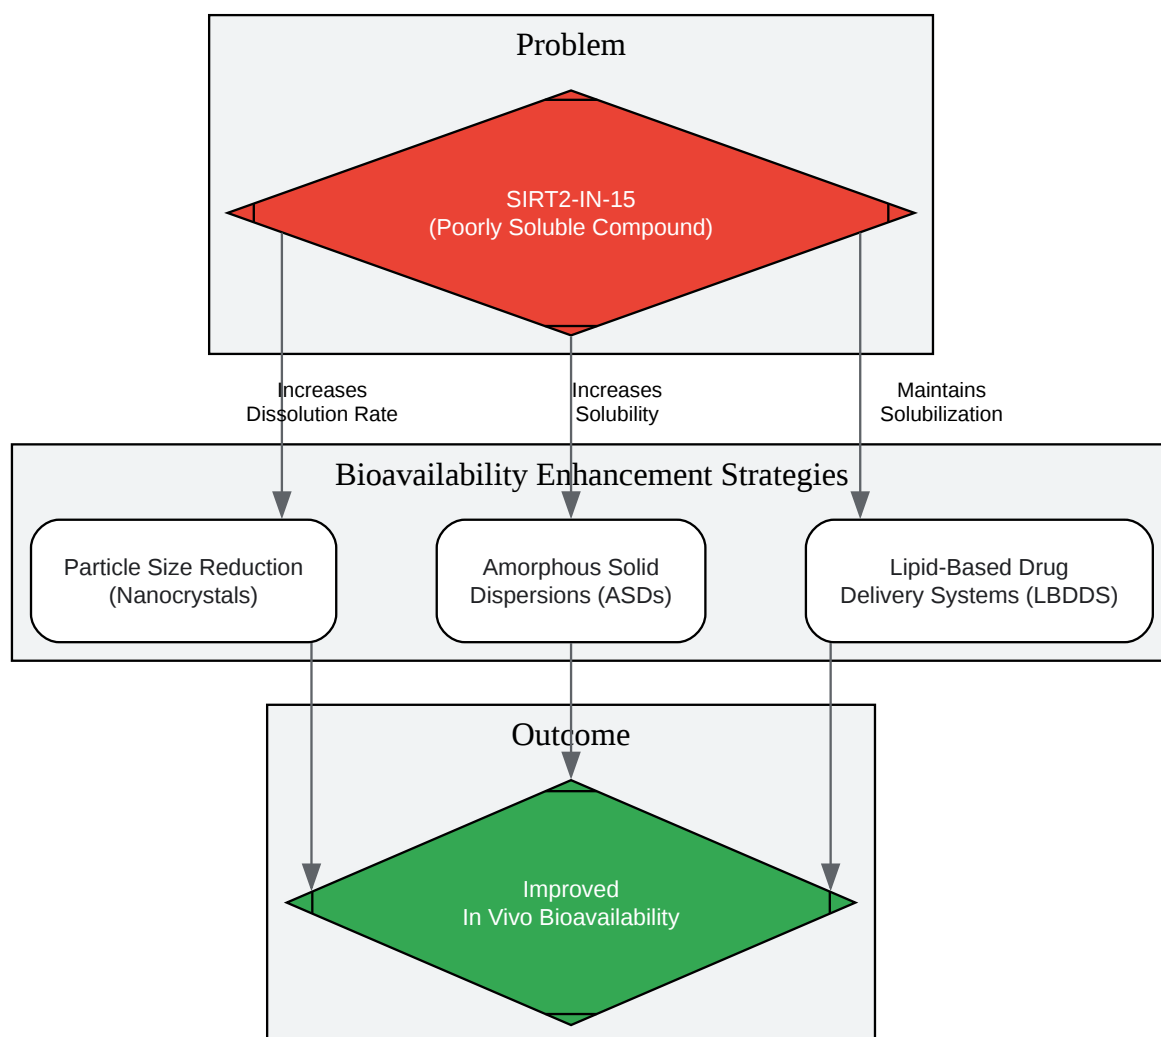 Problem
SIRT2-IN-15
(Poorly Soluble Compound)
Increases
Dissolution Rate
Increases
Solubility
Maintains
Solubilization
Bioavailability Enhancement Strategies
Particle Size Reduction
(Nanocrystals)
Amorphous Solid
Dispersions (ASDs)
Lipid-Based Drug
Delivery Systems (LBDDS)
Outcome
Improved
In Vivo Bioavailability